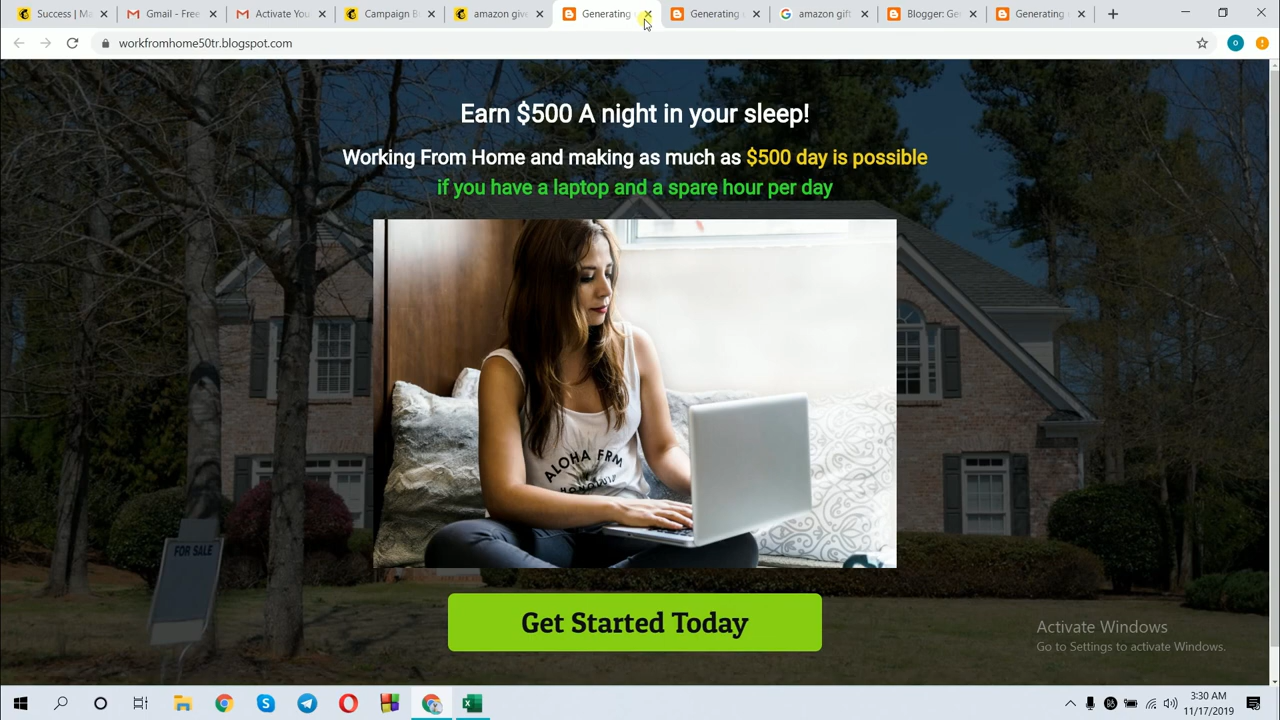 Success | Ma
Gmail - Free
Activate You
Campaign B
amazon give
Generating
Generating
amazon gift
Blogger: Ge
Generating
workfromhome50tr.blogspot.com
Earn $500 A night in your sleep!
Working From Home and making as much as $500 day is possible
if you have a laptop and a spare hour per day
ALOHA FRM
FOR SALE
Get Started Today
Activate Windows
Go to Settings to activate Windows.
3:30 AM
11/17/2019